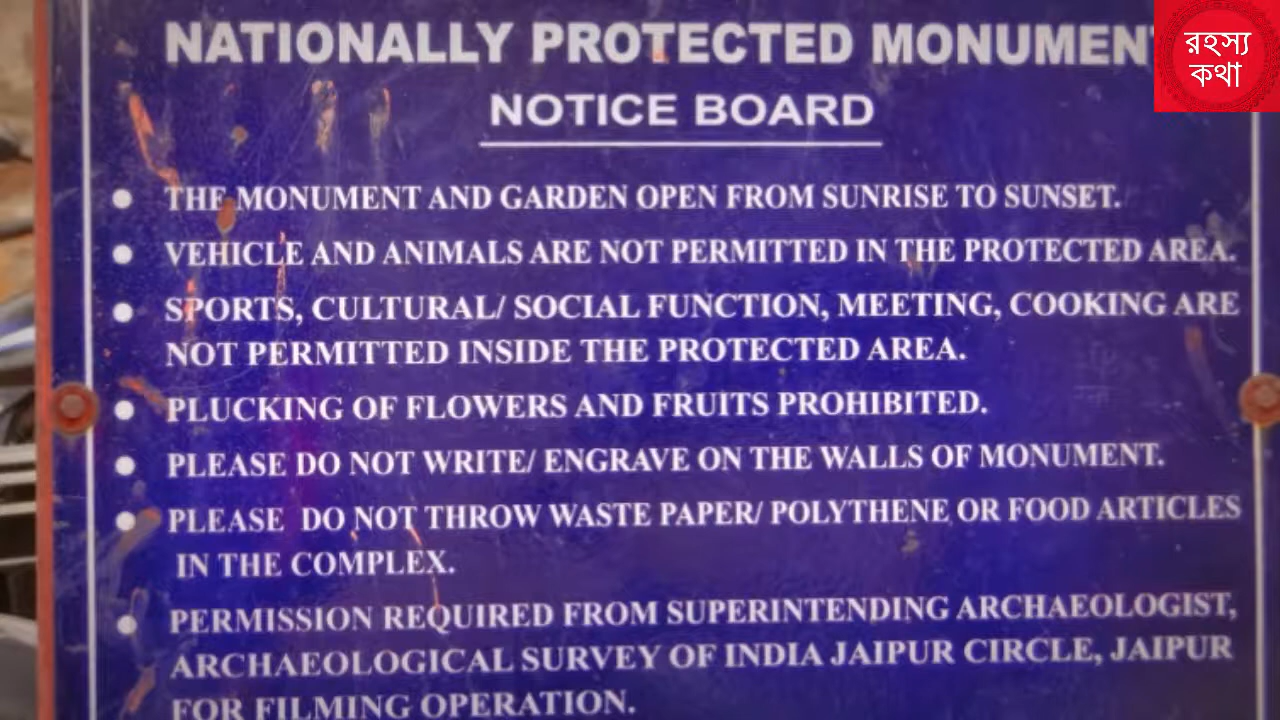 NATIONALLY PROTECTED MONUMENT
রহস্য
কথা
NOTICE BOARD
THE MONUMENT AND GARDEN OPEN FROM SUNRISE TO SUNSET.
VEHICLE AND ANIMALS ARE NOT PERMITTED IN THE PROTECTED AREA.
SPORTS, CULTURAL/ SOCIAL FUNCTION, MEETING, COOKING ARE
NOT PERMITTED INSIDE THE PROTECTED AREA.
PLUCKING OF FLOWERS AND FRUITS PROHIBITED.
PLEASE DO NOT WRITE/ ENGRAVE ON THE WALLS OF MONUMENT.
PLEASE DO NOT THROW WASTE PAPER/ POLYTHENE OR FOOD ARTICLES
IN THE COMPLEX.
PERMISSION REQUIRED FROM SUPERINTENDING ARCHAEOLOGIST,
ARCHAEOLOGICAL SURVEY OF INDIA JAIPUR CIRCLE, JAIPUR
FOR FILMING OPERATION.